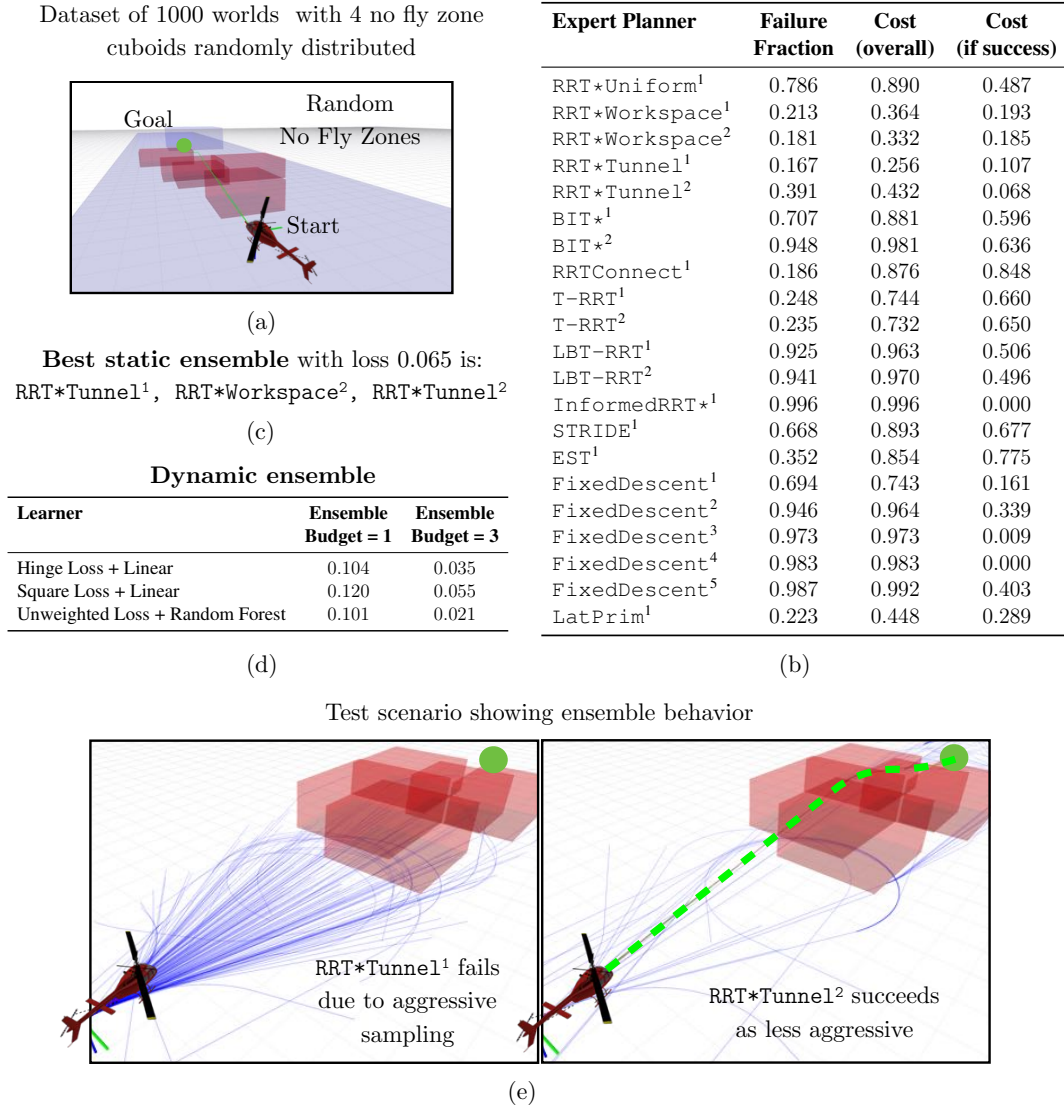 Dataset of 1000 worlds with 4 no fly zone
cuboids randomly distributed
Goal
Random
No Fly Zones
Start
(a)
Best static ensemble with loss 0.065 is:
RRT*Tunnel¹, RRT*Workspace², RRT*Tunnel²
(c)
Dynamic ensemble
Learner Ensemble Ensemble
Budget = 1 Budget = 3
Hinge Loss + Linear 0.104 0.035
Square Loss + Linear 0.120 0.055
Unweighted Loss + Random Forest 0.101 0.021
(d)
Expert Planner Failure Cost Cost
Fraction (overall) (if success)
RRT*Uniform¹ 0.786 0.890 0.487
RRT*Workspace¹ 0.213 0.364 0.193
RRT*Workspace² 0.181 0.332 0.185
RRT*Tunnel¹ 0.167 0.256 0.107
RRT*Tunnel² 0.391 0.432 0.068
BIT*¹ 0.707 0.881 0.596
BIT*² 0.948 0.981 0.636
RRTConnect¹ 0.186 0.876 0.848
T-RRT¹ 0.248 0.744 0.660
T-RRT² 0.235 0.732 0.650
LBT-RRT¹ 0.925 0.963 0.506
LBT-RRT² 0.941 0.970 0.496
InformedRRT*¹ 0.996 0.996 0.000
STRIDE¹ 0.668 0.893 0.677
EST¹ 0.352 0.854 0.775
FixedDescent¹ 0.694 0.743 0.161
FixedDescent² 0.946 0.964 0.339
FixedDescent³ 0.973 0.973 0.009
FixedDescent⁴ 0.983 0.983 0.000
FixedDescent⁵ 0.987 0.992 0.403
LatPrim¹ 0.223 0.448 0.289
(b)
Test scenario showing ensemble behavior
RRT*Tunnel¹ fails
due to aggressive
sampling
RRT*Tunnel² succeeds
as less aggressive
(e)